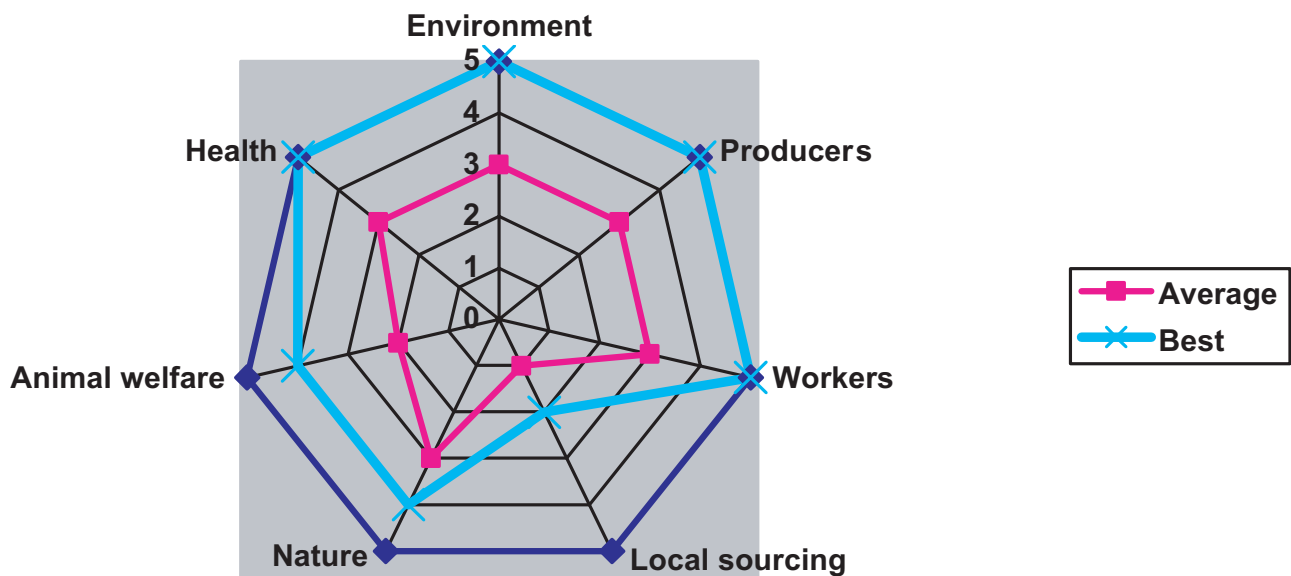 Environment
5
4
3
2
1
0
Health
Producers
Animal welfare
Workers
Nature
Local sourcing
Average
Best